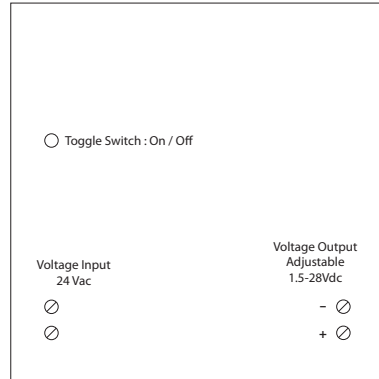 Toggle Switch : On / Off
Voltage Input
24 Vac
Voltage Output
Adjustable
1.5-28Vdc
–
+